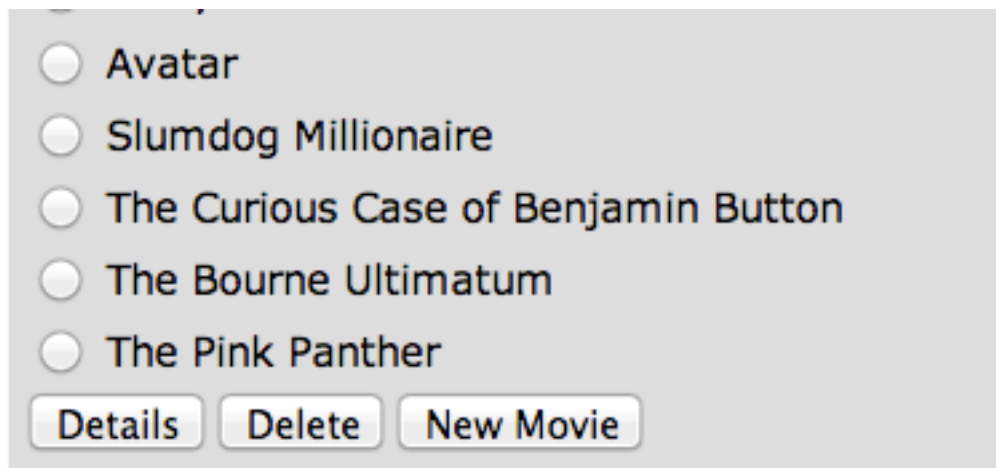 Avatar
Slumdog Millionaire
The Curious Case of Benjamin Button
The Bourne Ultimatum
The Pink Panther
Details Delete New Movie